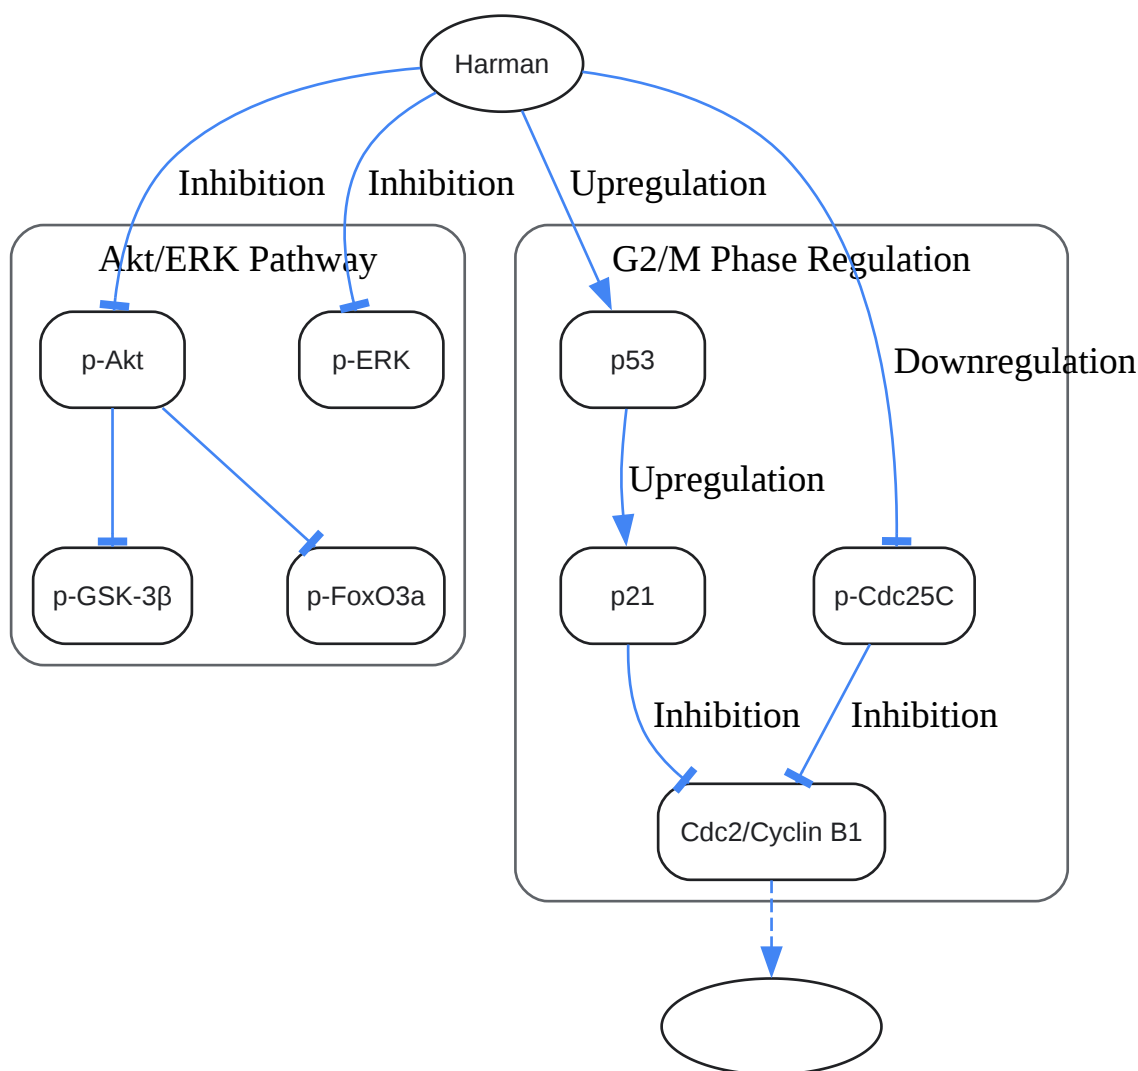 Harman
Inhibition
Inhibition
Upregulation
Akt/ERK Pathway
G2/M Phase Regulation
p-Akt
p-ERK
p53
Downregulation
Upregulation
p-GSK-3β
p-FoxO3a
p21
p-Cdc25C
Inhibition
Inhibition
Cdc2/Cyclin B1